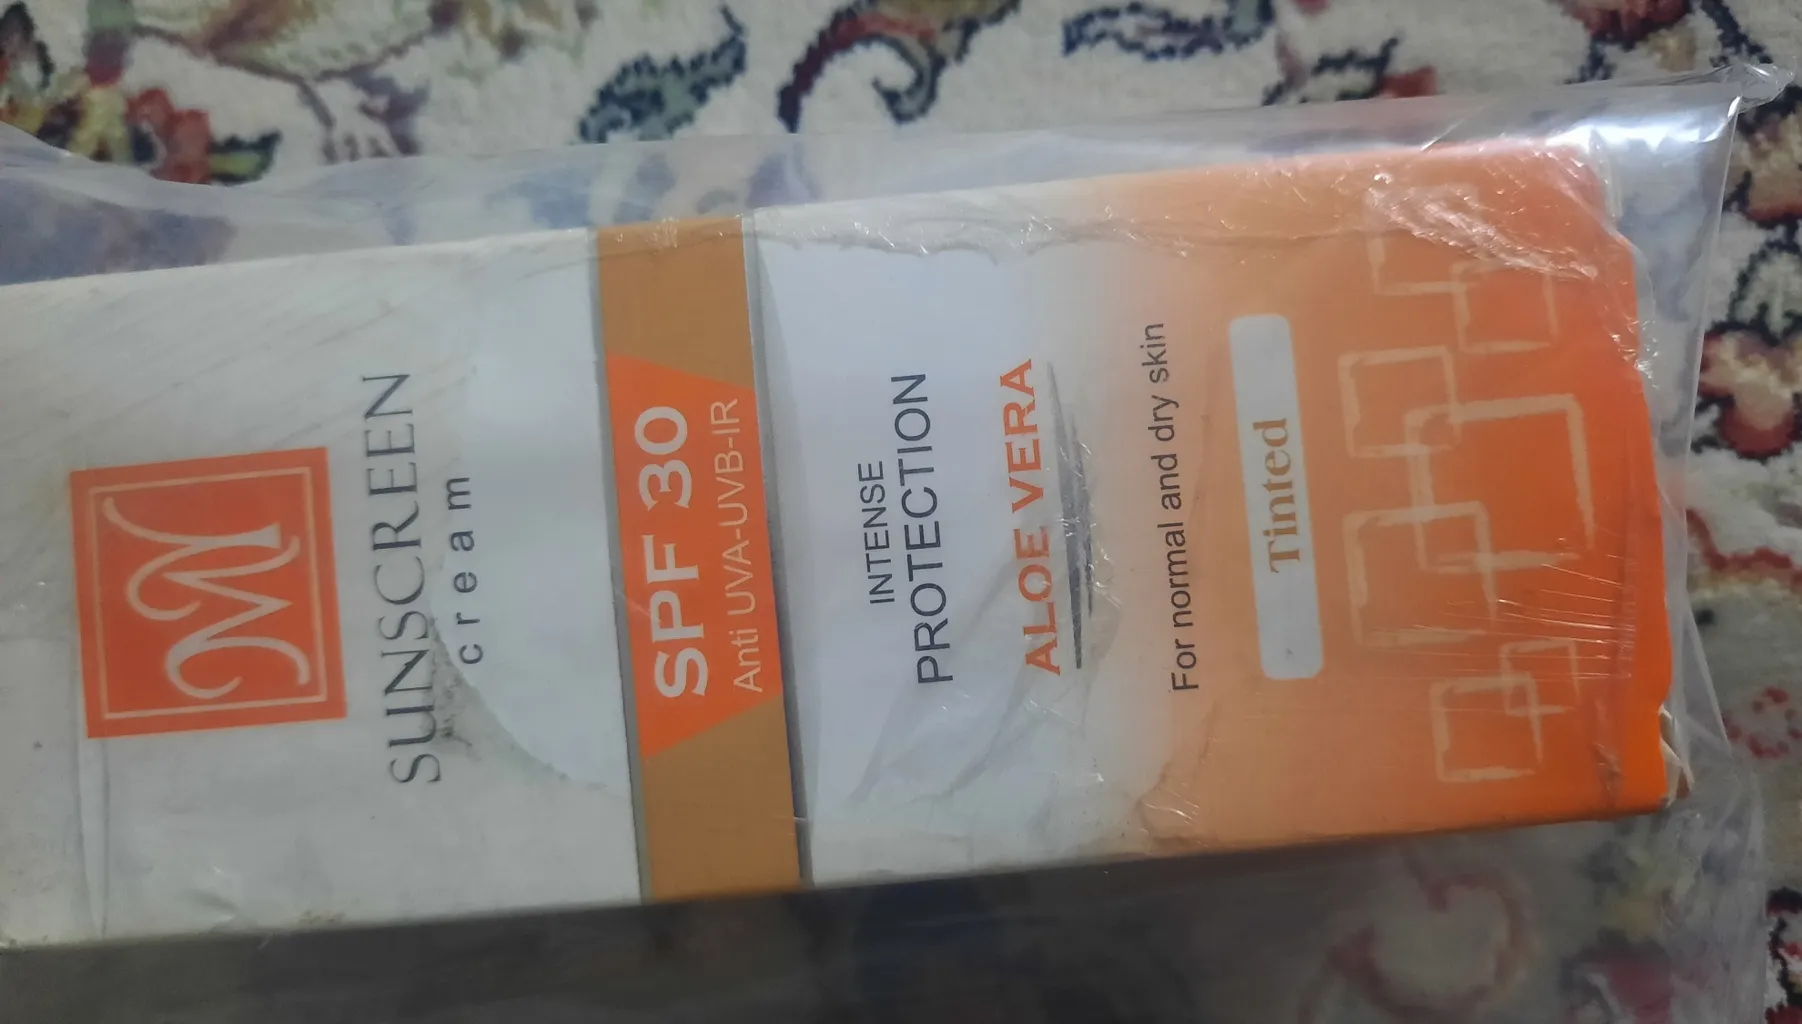 M
SUNSCREEN
cream
SPF 30
Anti UVA-UVB-IR
INTENSE
PROTECTION
ALOE VERA
For normal and dry skin
Tinted